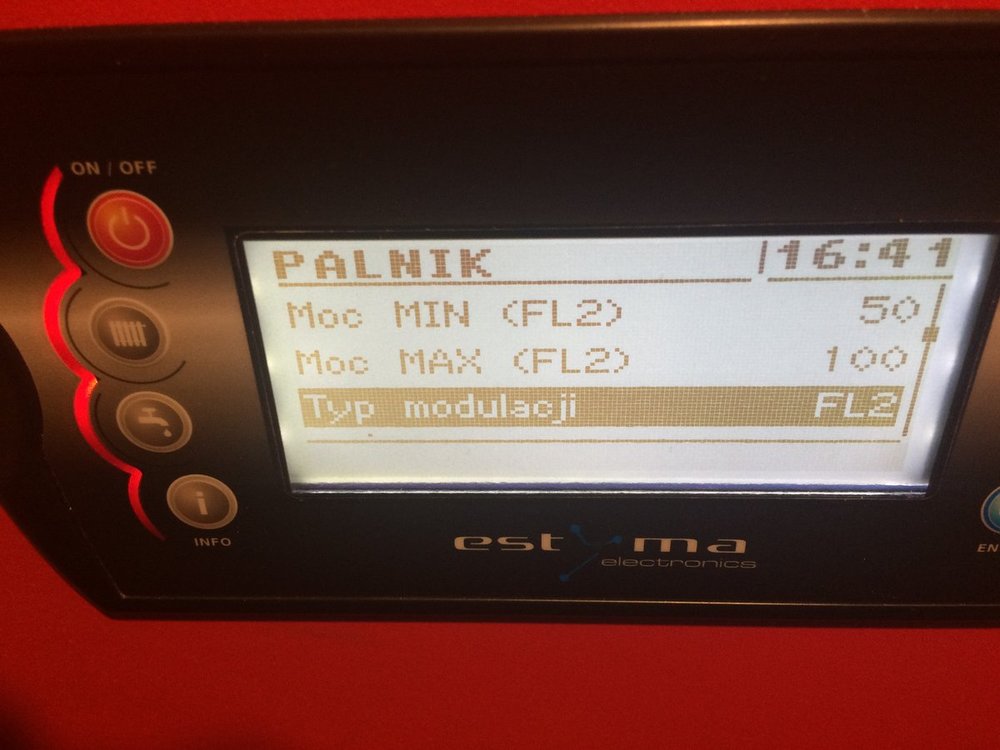 ON / OFF
PALNIK 16:41
Moc MIN (FL2) 50
Moc MAX (FL2) 100
Typ modulacji FL2
INFO
estyma
electronics